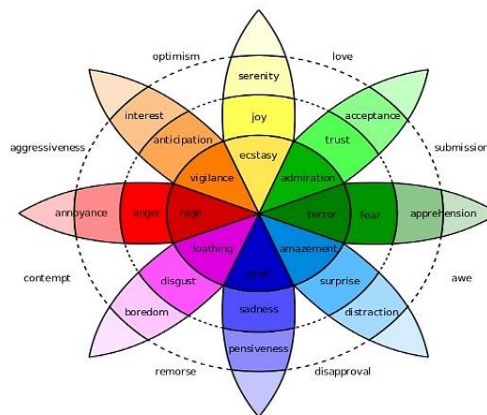 optimism
love
serenity
interest
acceptance
joy
anticipation
trust
aggressiveness
submission
ecstasy
vigilance
admiration
annoyance
anger
rage
terror
fear
apprehension
loathing
amazement
grief
disgust
surprise
contempt
awe
boredom
sadness
distraction
pensiveness
remorse
disapproval